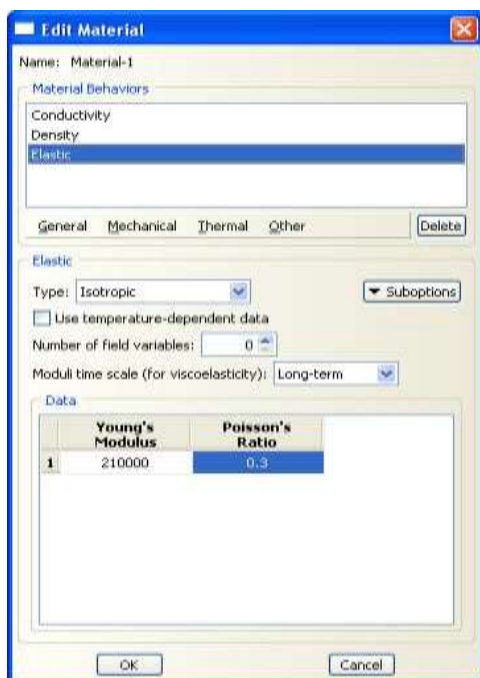 Edit Material
Name: Material-1
Material Behaviors
Conductivity
Density
Elastic
General Mechanical Thermal Other Delete
Elastic
Type: Isotropic Suboptions
Use temperature-dependent data
Number of field variables: 0
Moduli time scale (for viscoelasticity): Long-term
Data
Young's Poisson's
Modulus Ratio
1 210000 0.3
OK Cancel